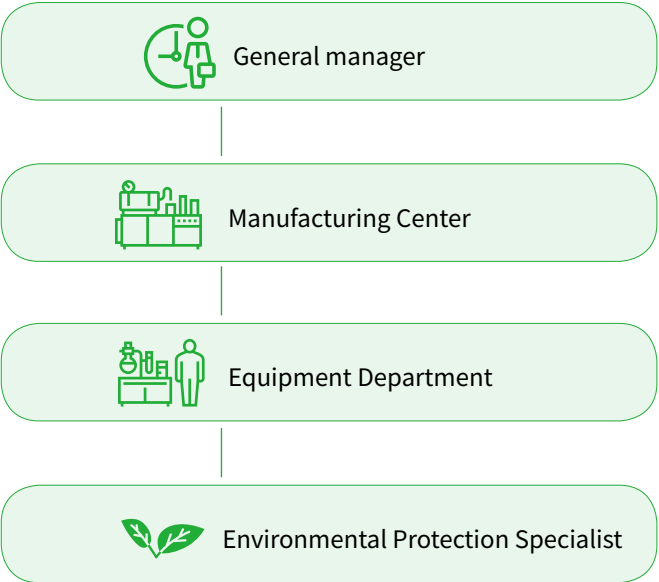 General manager
Manufacturing Center
Equipment Department
Environmental Protection Specialist